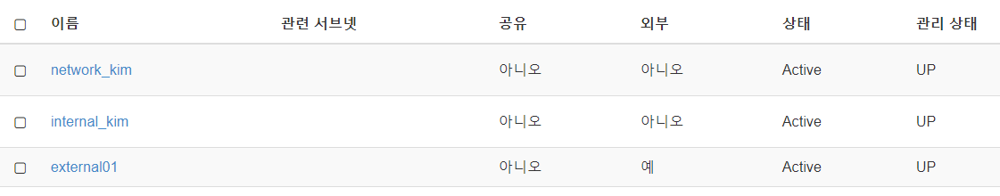 이름 관련 서브넷 공유 외부 상태 관리 상태
network_kim 아니오 아니오 Active UP
internal_kim 아니오 아니오 Active UP
external01 아니오 예 Active UP